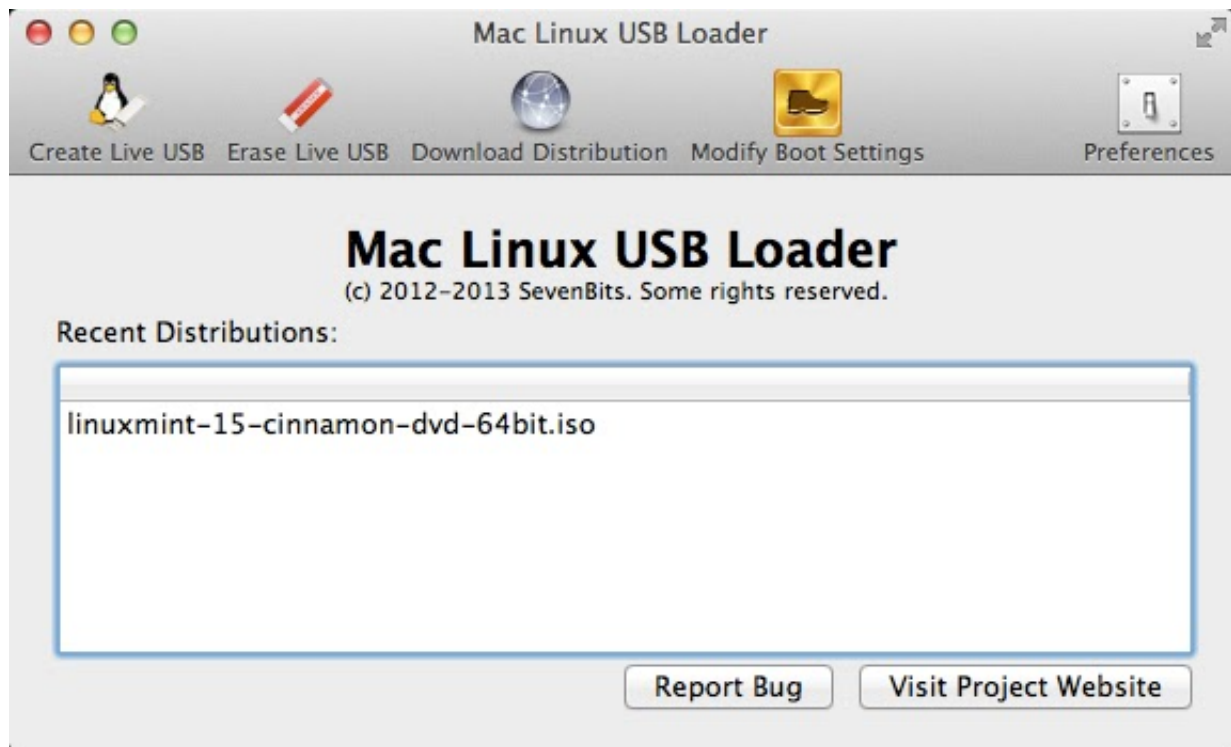 Mac Linux USB Loader
Create Live USB Erase Live USB Download Distribution Modify Boot Settings Preferences
Mac Linux USB Loader
(c) 2012–2013 SevenBits. Some rights reserved.
Recent Distributions:
linuxmint-15-cinnamon-dvd-64bit.iso
Report Bug Visit Project Website